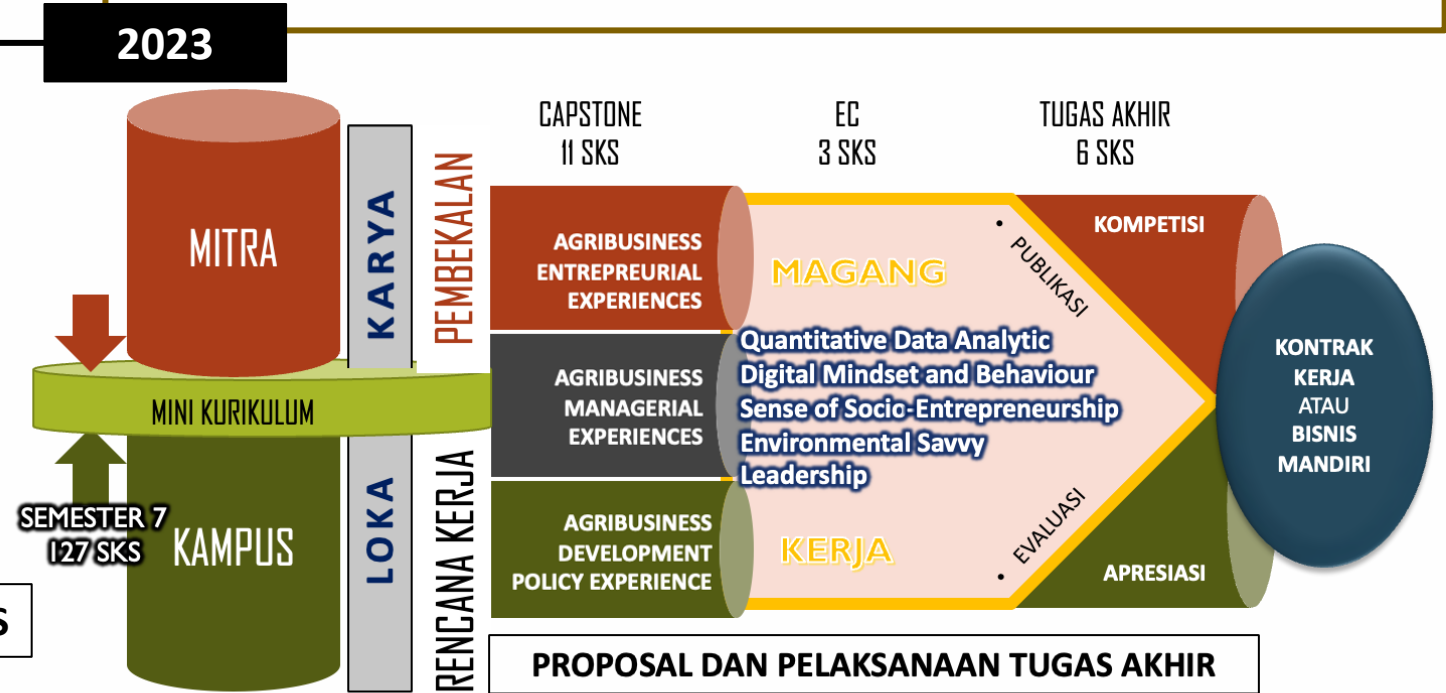 2023
CAPSTONE
11 SKS
EC
3 SKS
TUGAS AKHIR
6 SKS
MITRA
KARYA
PEMBEKALAN
MINI KURIKULUM
SEMESTER 7
127 SKS
KAMPUS
LOKA
RENCANA KERJA
AGRIBUSINESS
ENTREPREURIAL
EXPERIENCES
AGRIBUSINESS
MANAGERIAL
EXPERIENCES
AGRIBUSINESS
DEVELOPMENT
POLICY EXPERIENCE
MAGANG
Quantitative Data Analytic
Digital Mindset and Behaviour
Sense of Socio-Entrepreneurship
Environmental Savvy
Leadership
KERJA
• PUBLIKASI
• EVALUASI
KOMPETISI
APRESIASI
KONTRAK
KERJA
ATAU
BISNIS
MANDIRI
S
PROPOSAL DAN PELAKSANAAN TUGAS AKHIR